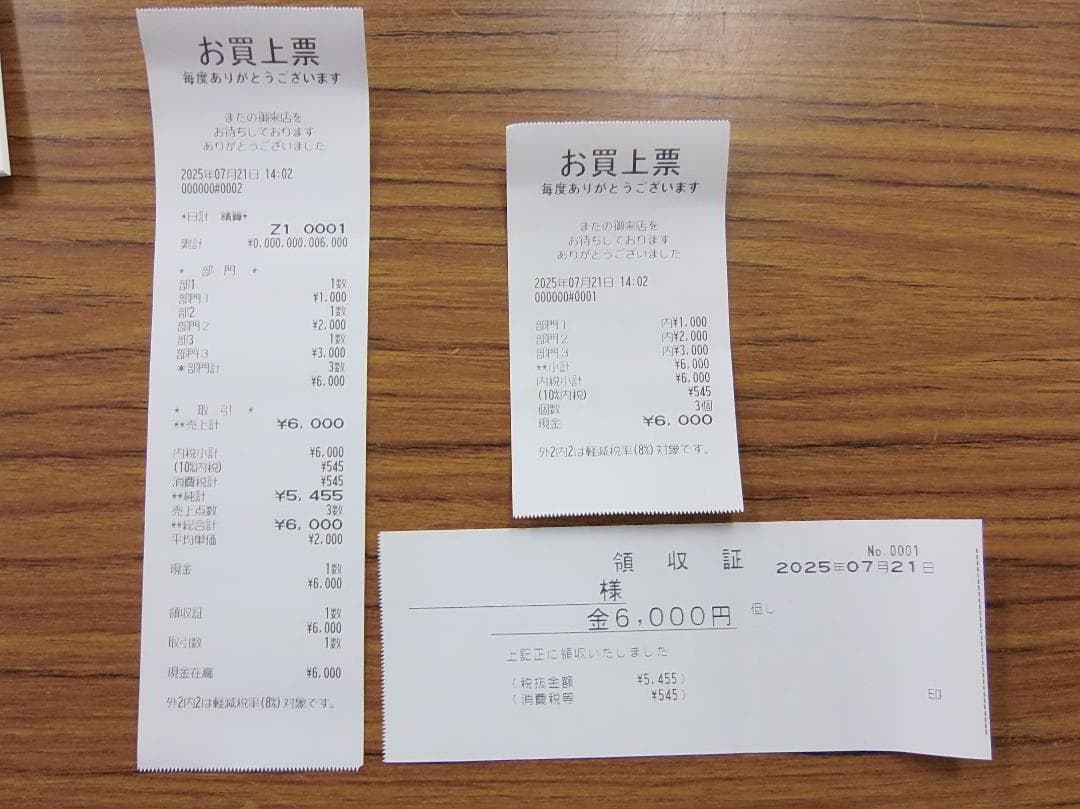 お買上票
毎度ありがとうございます
またの御来店を
お待ちしております
ありがとうございました
2025年07月21日 14:02
000000#0002
*日計 精算*
Z1 0001
累計 ¥0,000,000,006,000
* 部 門 *
部1 1数
部門1 ¥1,000
部2 1数
部門2 ¥2,000
部3 1数
部門3 ¥3,000
*部門計 3数
¥6,000
* 取 引 *
**売上計 ¥6,000
内税小計 ¥6,000
(10%内税) ¥545
消費税計 ¥545
**純計 ¥5,455
売上点数 3数
**総合計 ¥6,000
平均単価 ¥2,000
現金 1数
¥6,000
領収証 1数
¥6,000
取引数 1数
現金在高 ¥6,000
外2内2は軽減税率(8%)対象です。
お買上票
毎度ありがとうございます
またの御来店を
お待ちしております
ありがとうございました
2025年07月21日 14:02
000000#0001
部門1 内¥1,000
部門2 内¥2,000
部門3 内¥3,000
**小計 ¥6,000
内税小計 ¥6,000
(10%内税) ¥545
個数 3個
現金 ¥6,000
外2内2は軽減税率(8%)対象です。
No.0001
領 収 証 2025年07月21日
様
金6,000円 但し
上記正に領収いたしました
(税抜金額 ¥5,455)
(消費税等 ¥545)
印